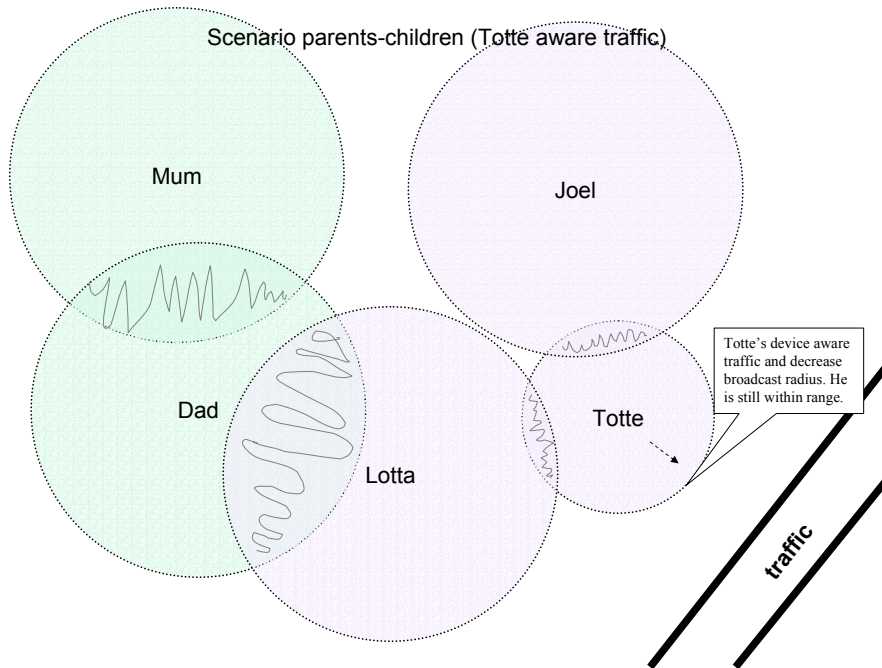 Scenario parents-children (Totte aware traffic)
Mum
Joel
Totte's device aware
traffic and decrease
broadcast radius. He
is still within range.
Dad
Totte
Lotta
traffic